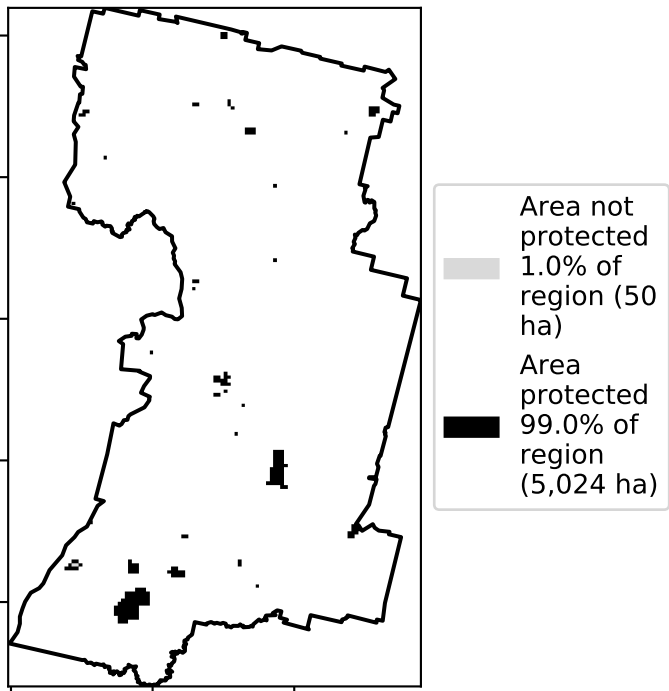 Area not
protected
1.0% of
region (50
ha)
Area
protected
99.0% of
region
(5,024 ha)